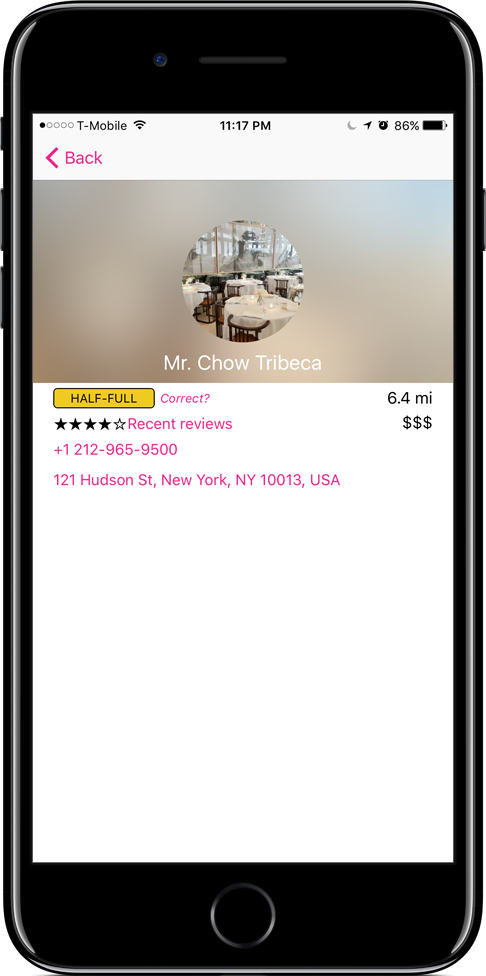 T-Mobile 11:17 PM 86%
Back
Mr. Chow Tribeca
HALF-FULL Correct? 6.4 mi
★★★★☆Recent reviews $$$
+1 212-965-9500
121 Hudson St, New York, NY 10013, USA